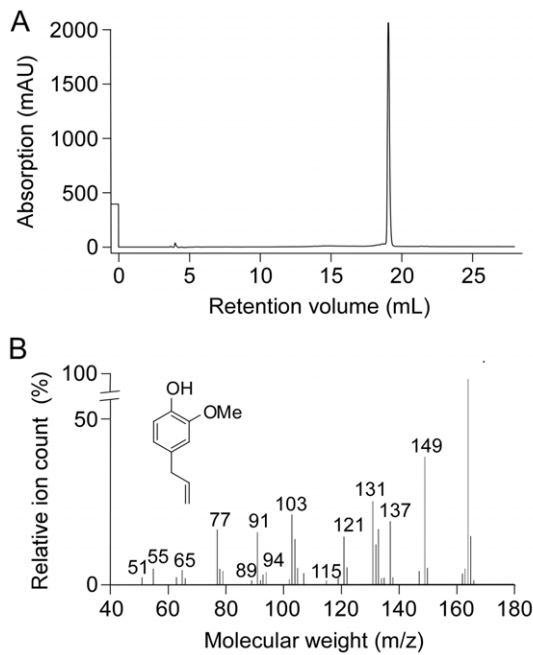 A
Absorption (mAU)
2000
1500
1000
500
0
0 5 10 15 20 25
Retention volume (mL)
B
Relative ion count (%)
100
50
0
OH
OMe
149
131
137
103
121
77
91
51
55
65
89
94
115
40 60 80 100 120 140 160 180
Molecular weight (m/z)